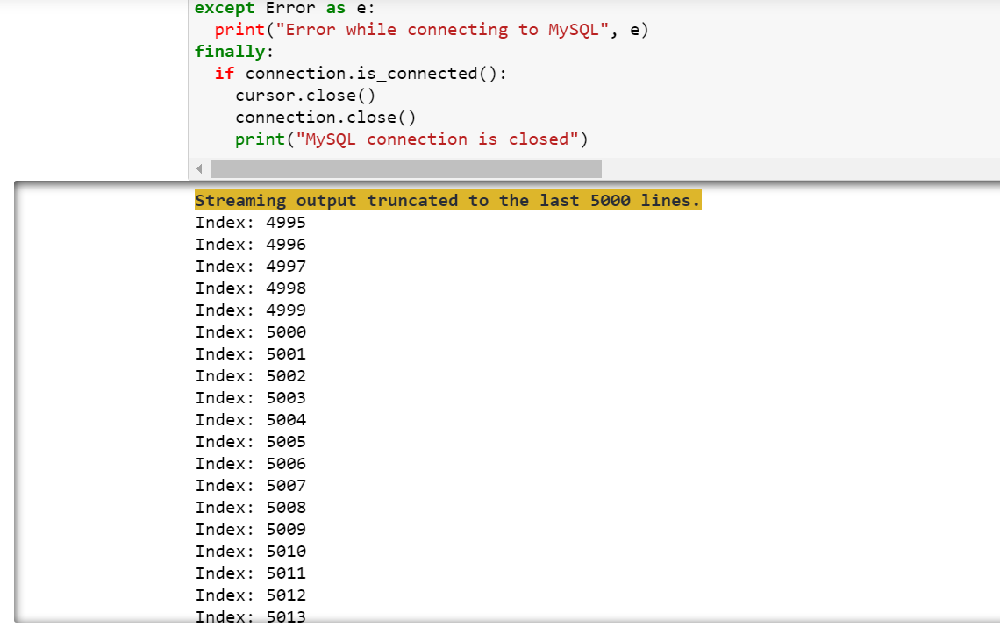 except Error as e:
  print("Error while connecting to MySQL", e)
finally:
  if connection.is_connected():
    cursor.close()
    connection.close()
    print("MySQL connection is closed")
Streaming output truncated to the last 5000 lines.
Index: 4995
Index: 4996
Index: 4997
Index: 4998
Index: 4999
Index: 5000
Index: 5001
Index: 5002
Index: 5003
Index: 5004
Index: 5005
Index: 5006
Index: 5007
Index: 5008
Index: 5009
Index: 5010
Index: 5011
Index: 5012
Index: 5013